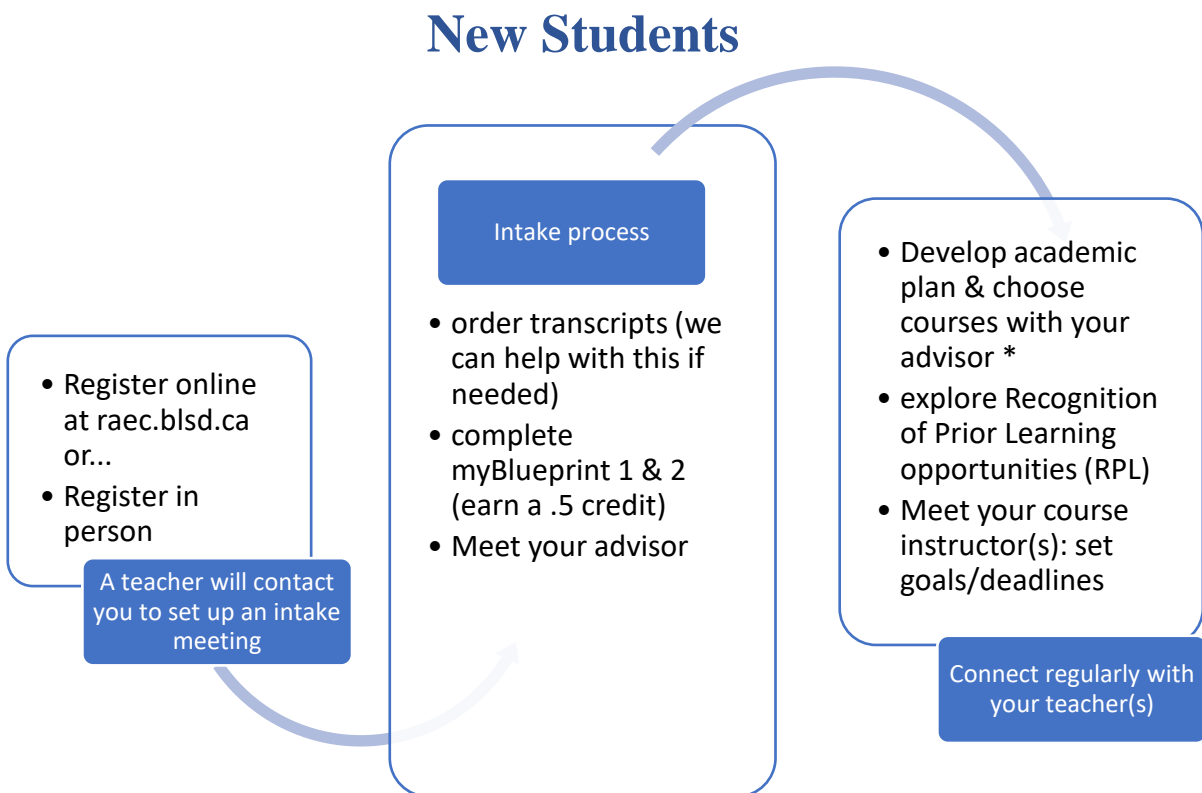 New Students
• Register online
at raec.blsd.ca
or...
• Register in
person
A teacher will contact
you to set up an intake
meeting
Intake process
• order transcripts (we
can help with this if
needed)
• complete
myBlueprint 1 & 2
(earn a .5 credit)
• Meet your advisor
• Develop academic
plan & choose
courses with your
advisor *
• explore Recognition
of Prior Learning
opportunities (RPL)
• Meet your course
instructor(s): set
goals/deadlines
Connect regularly with
your teacher(s)